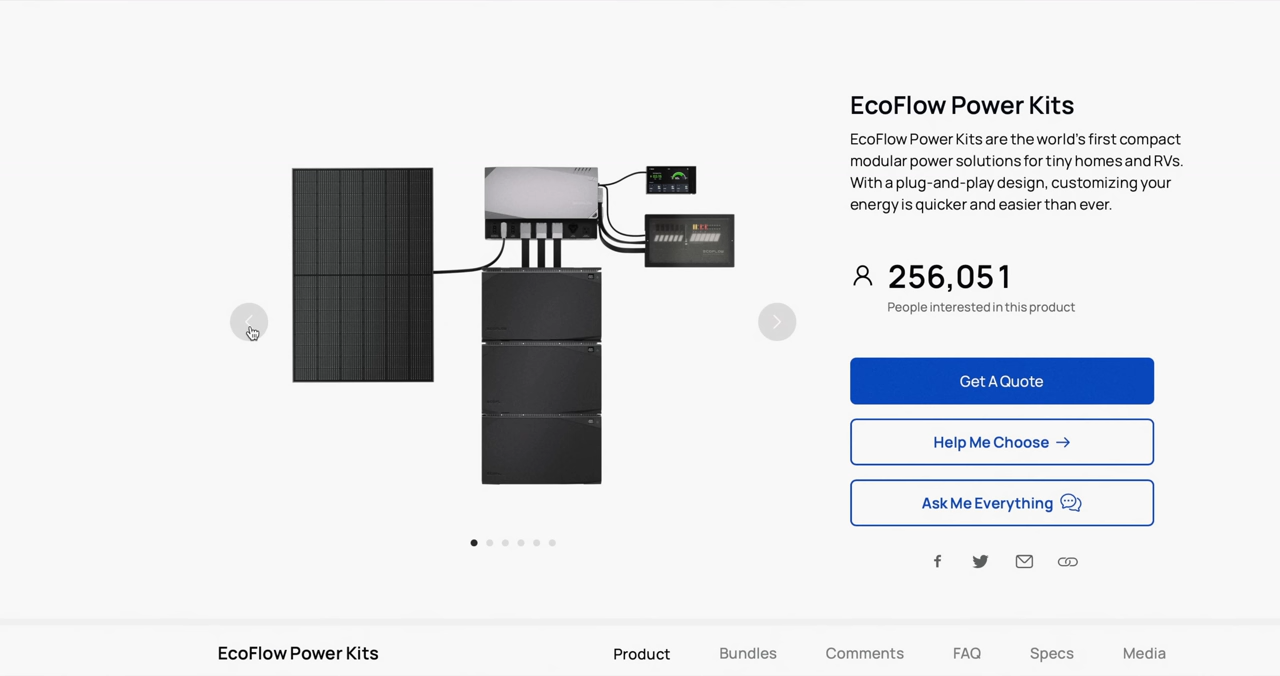 EcoFlow Power Kits
EcoFlow Power Kits are the world's first compact
modular power solutions for tiny homes and RVs.
With a plug-and-play design, customizing your
energy is quicker and easier than ever.
256,051
People interested in this product
Get A Quote
Help Me Choose →
Ask Me Everything
EcoFlow Power Kits
Product
Bundles
Comments
FAQ
Specs
Media